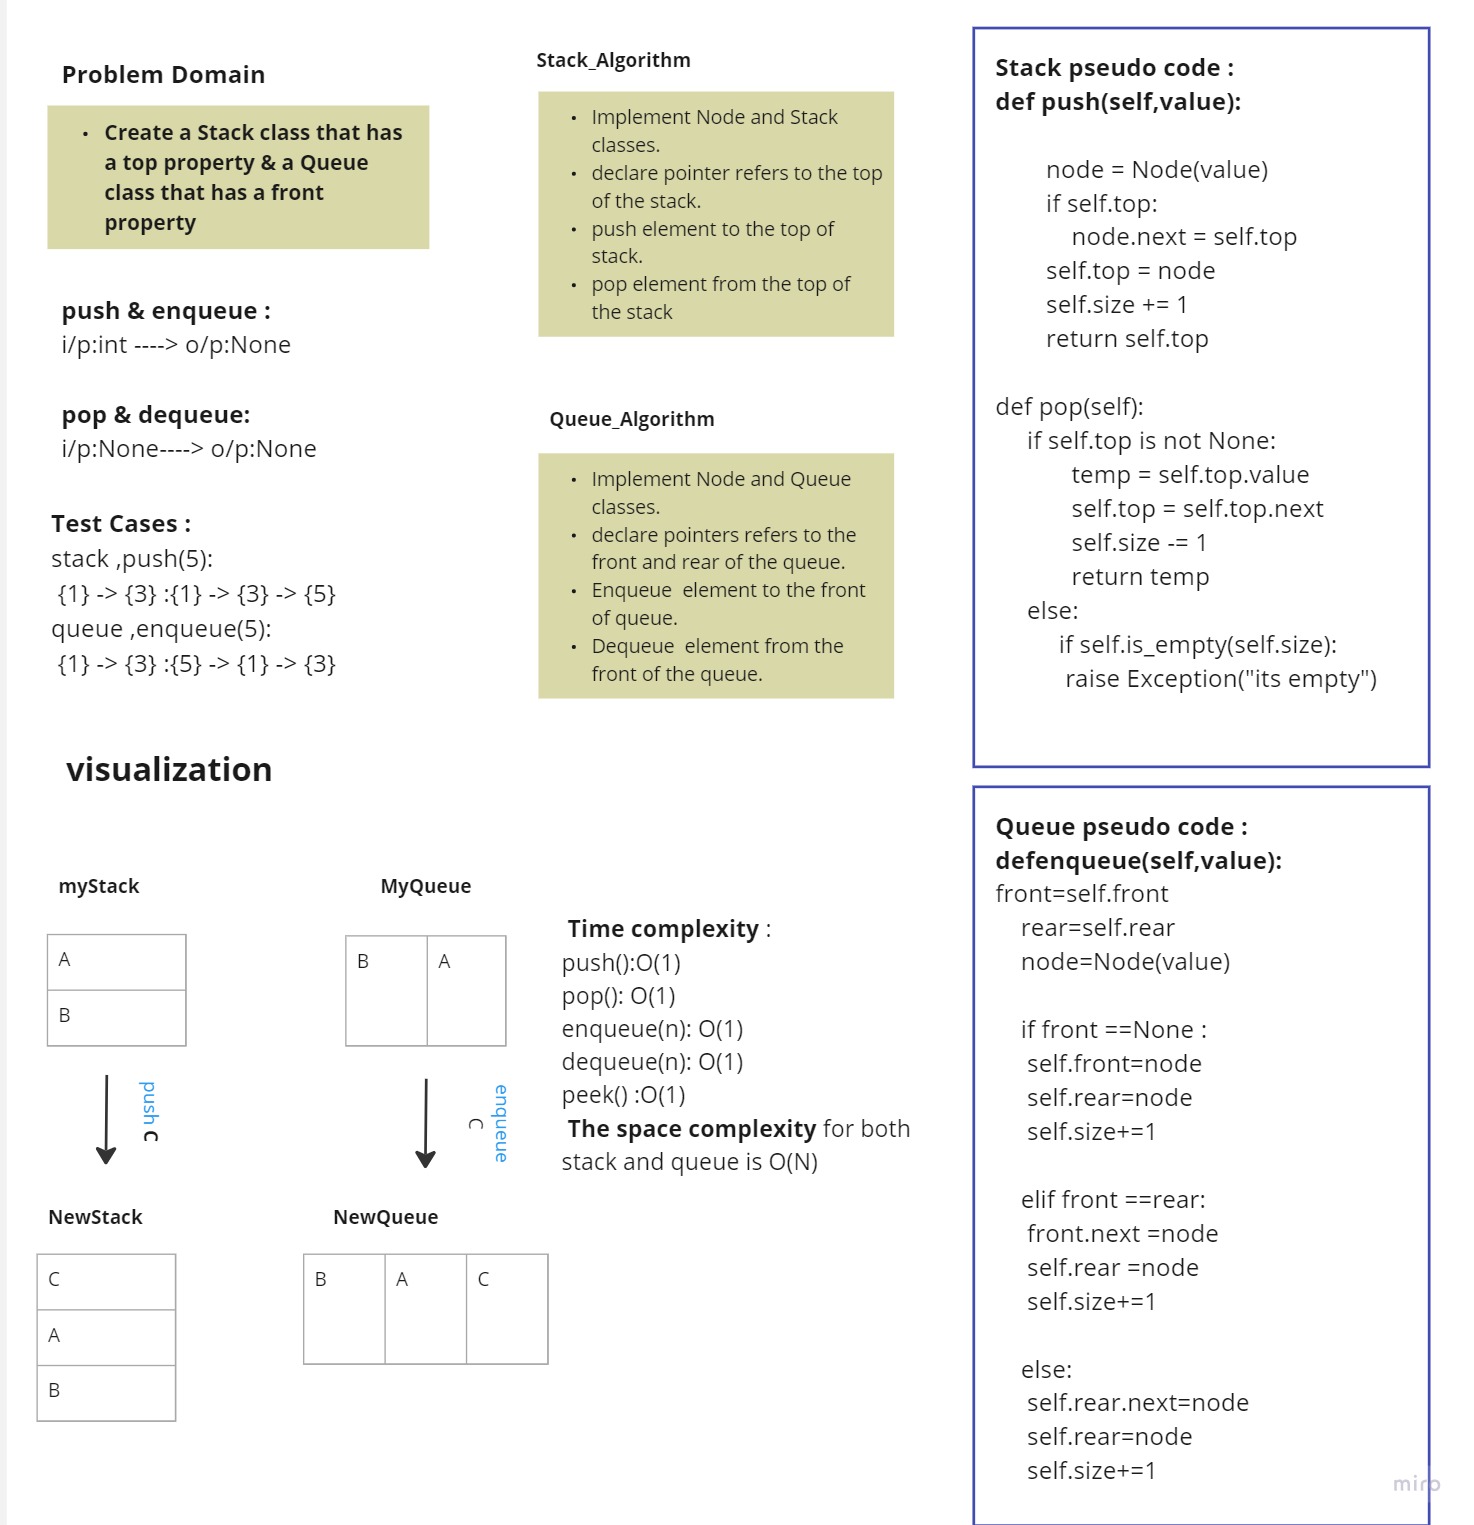 Problem Domain
• Create a Stack class that has
a top property & a Queue
class that has a front
property
push & enqueue :
i/p:int ----> o/p:None
pop & dequeue:
i/p:None----> o/p:None
Test Cases :
stack ,push(5):
{1} -> {3} :{1} -> {3} -> {5}
queue ,enqueue(5):
{1} -> {3} :{5} -> {1} -> {3}
Stack_Algorithm
• Implement Node and Stack
classes.
• declare pointer refers to the top
of the stack.
• push element to the top of
stack.
• pop element from the top of
the stack
Queue_Algorithm
• Implement Node and Queue
classes.
• declare pointers refers to the
front and rear of the queue.
• Enqueue  element to the front
of queue.
• Dequeue  element from the
front of the queue.
Stack pseudo code :
def push(self,value):
node = Node(value)
if self.top:
node.next = self.top
self.top = node
self.size += 1
return self.top
def pop(self):
if self.top is not None:
temp = self.top.value
self.top = self.top.next
self.size -= 1
return temp
else:
if self.is_empty(self.size):
raise Exception("its empty")
visualization
myStack
A
B
push C
NewStack
C
A
B
MyQueue
B A
enqueue
C
NewQueue
B A C
Time complexity :
push():O(1)
pop(): O(1)
enqueue(n): O(1)
dequeue(n): O(1)
peek() :O(1)
The space complexity for both
stack and queue is O(N)
Queue pseudo code :
defenqueue(self,value):
front=self.front
rear=self.rear
node=Node(value)
if front ==None :
self.front=node
self.rear=node
self.size+=1
elif front ==rear:
front.next =node
self.rear =node
self.size+=1
else:
self.rear.next=node
self.rear=node
self.size+=1
miro